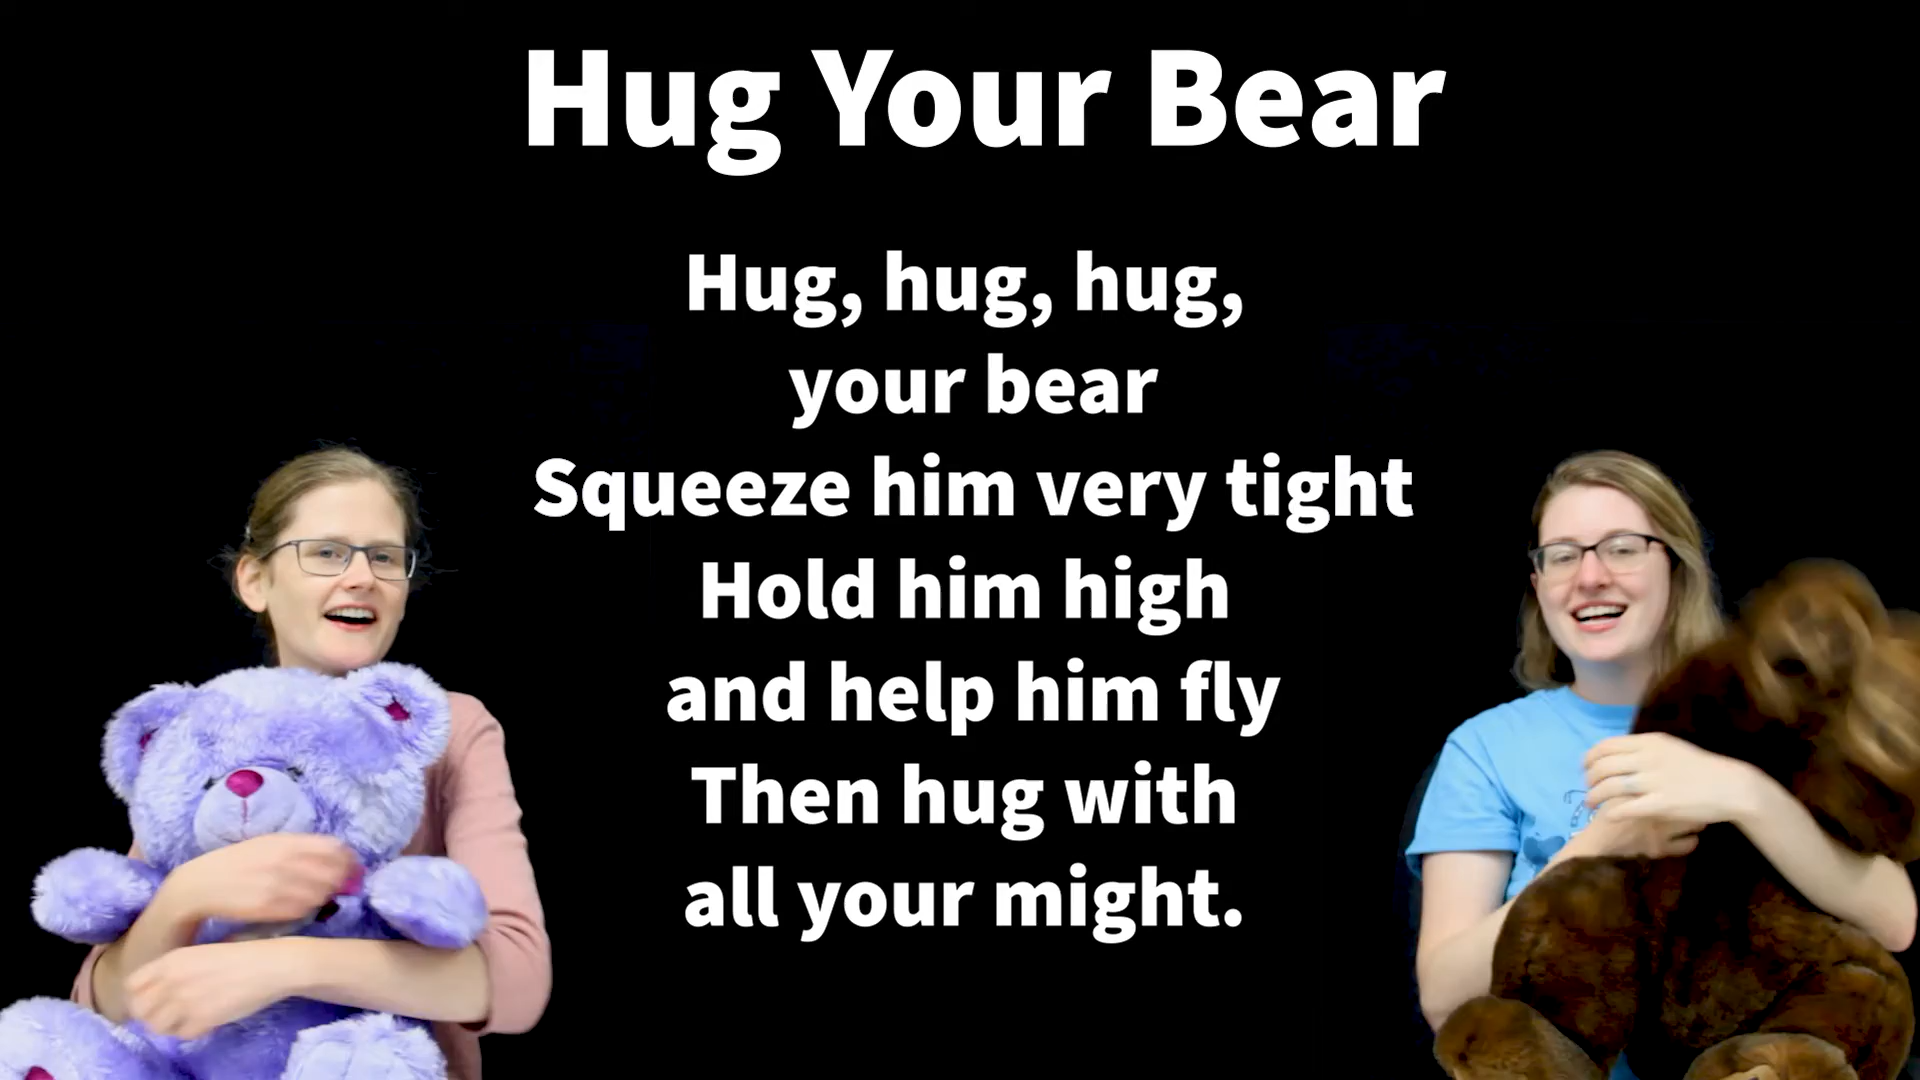 Hug Your Bear
Hug, hug, hug,
your bear
Squeeze him very tight
Hold him high
and help him fly
Then hug with
all your might.